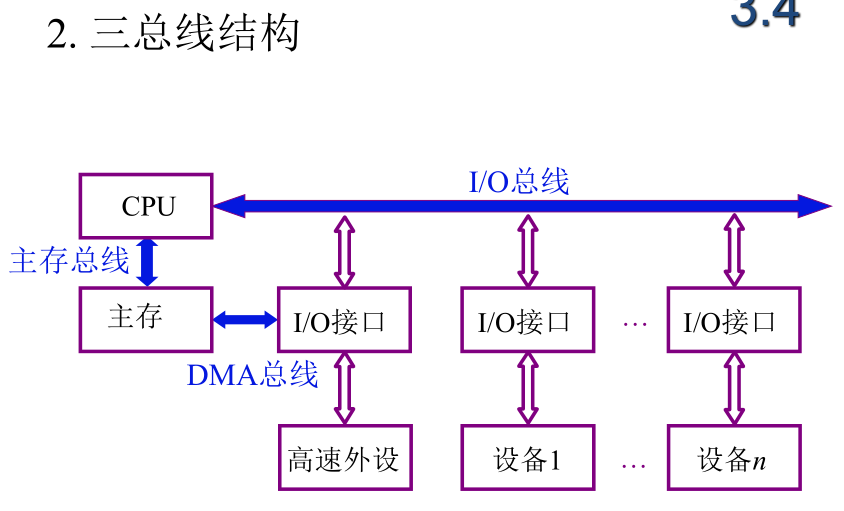 2. 三总线结构
3.4
I/O总线
CPU
主存总线
主存
I/O接口
I/O接口
…
I/O接口
DMA总线
高速外设
设备1
…
设备n